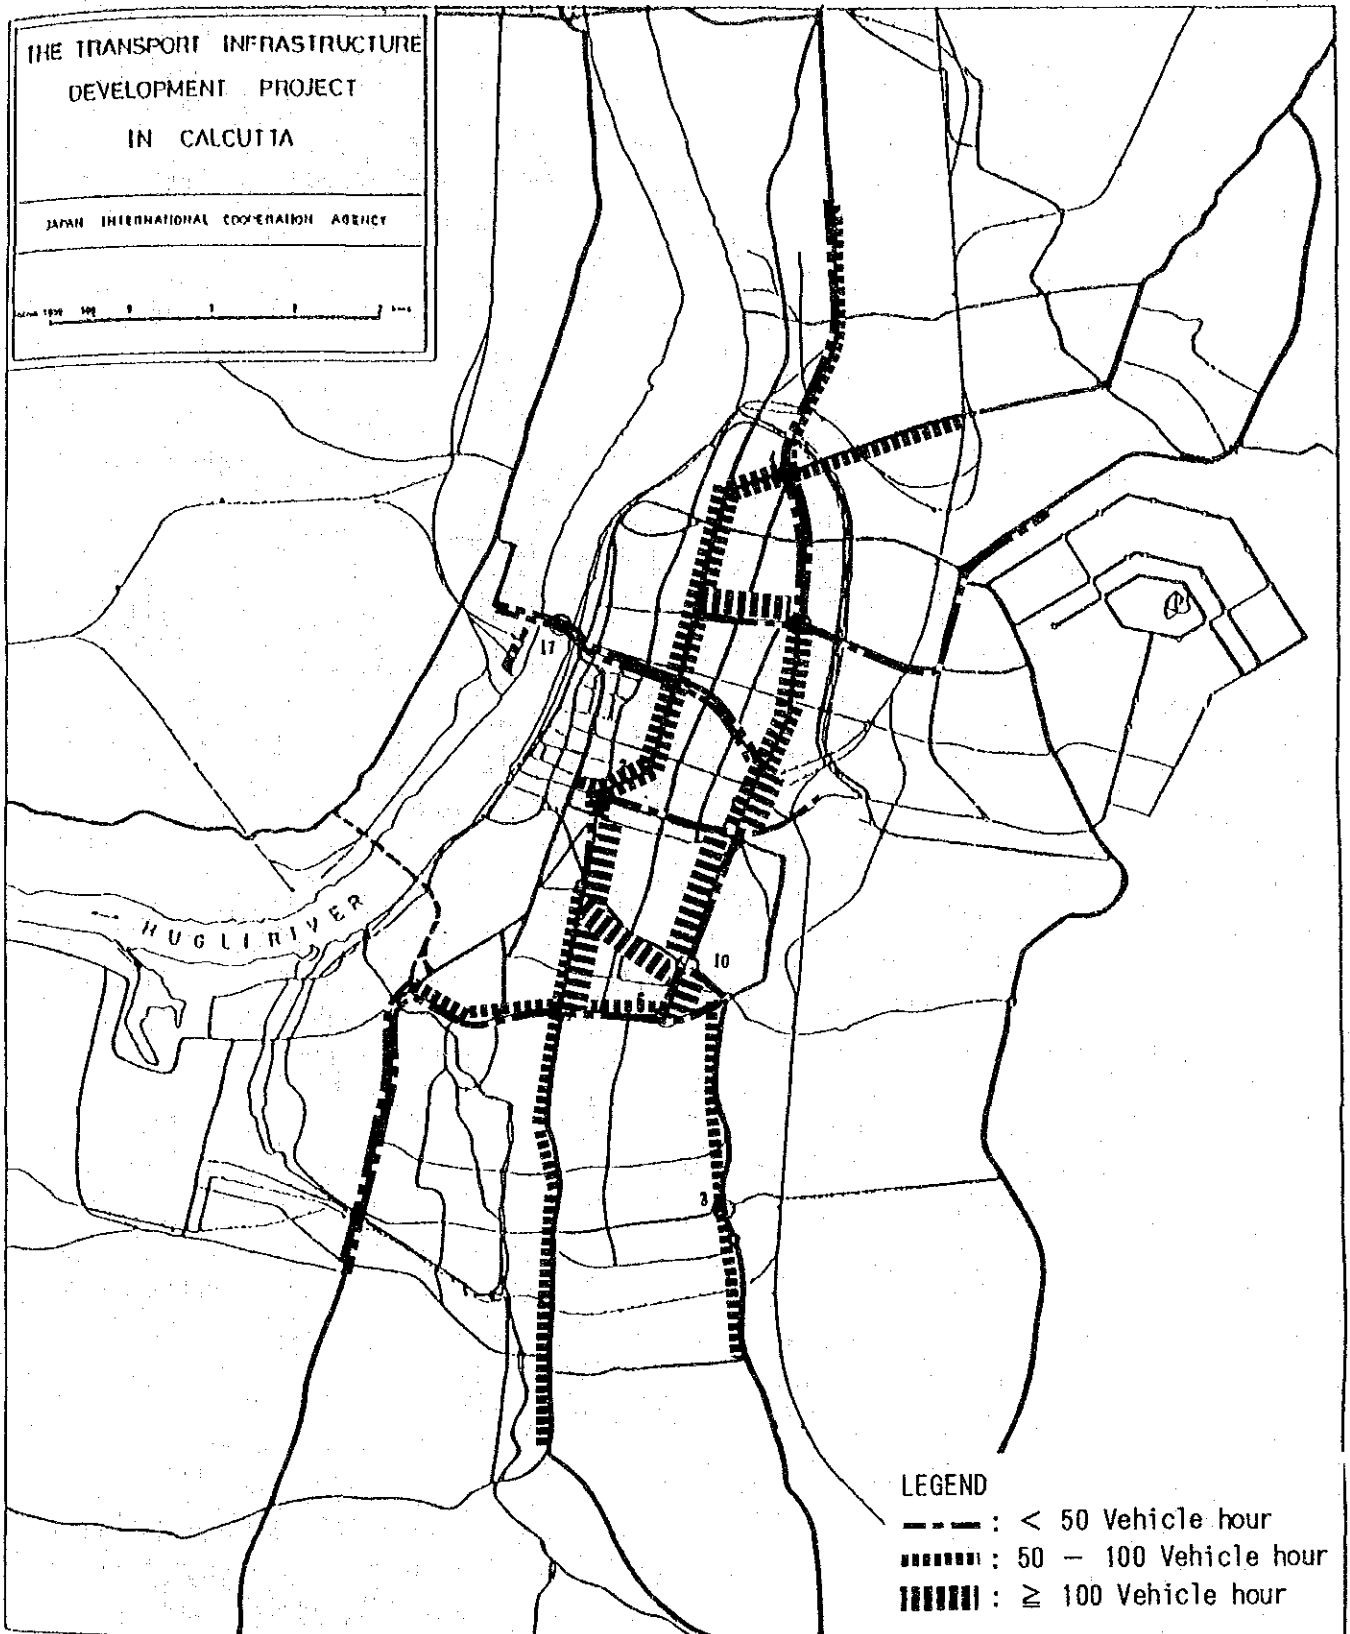 THE TRANSPORT INFRASTRUCTURE
DEVELOPMENT PROJECT
IN CALCUTTA
JAPAN INTERNATIONAL COOPERATION AGENCY
17
2
10
6
3
HUGLI RIVER
LEGEND
: < 50 Vehicle hour
: 50 - 100 Vehicle hour
: ≧ 100 Vehicle hour